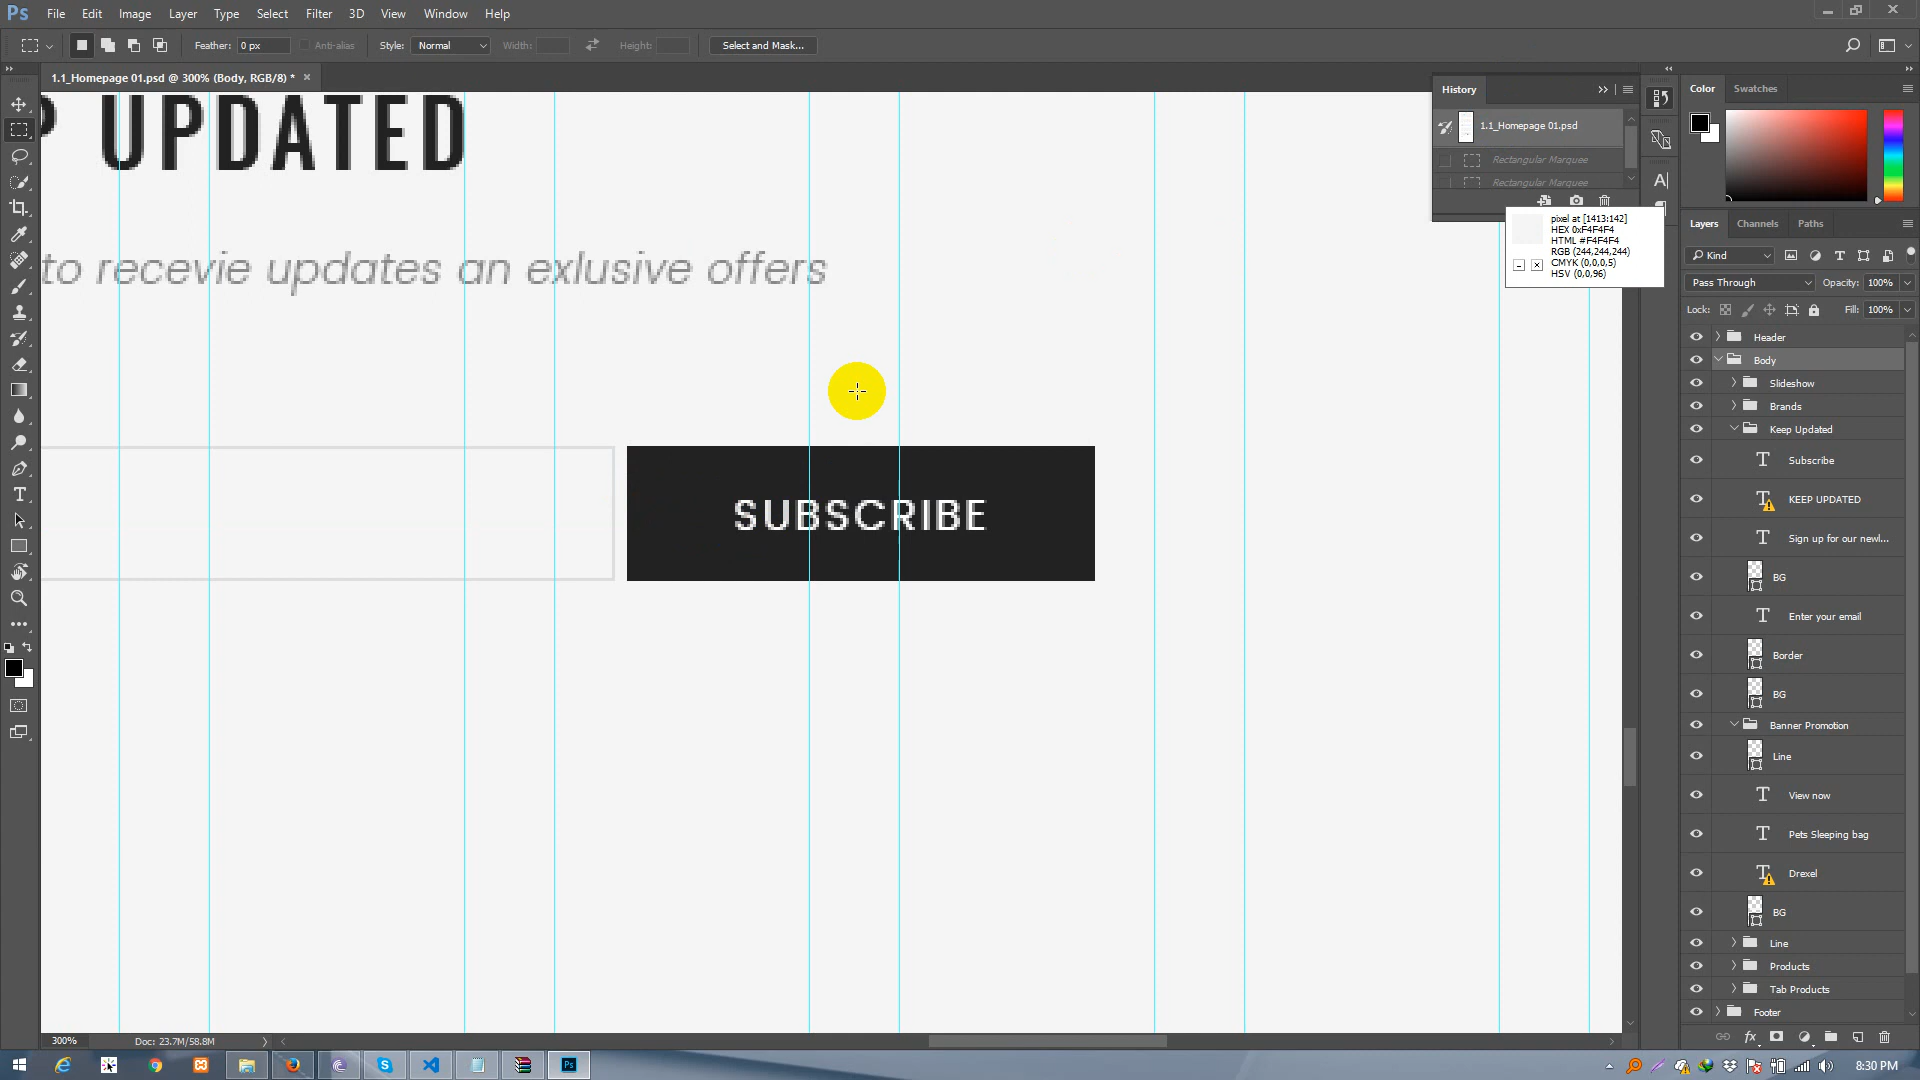 Ps File Edit Image Layer Type Select Filter 3D View Window Help
Feather: 0 px Anti-alias Style: Normal Width: Height: Select and Mask...
1.1_Homepage 01.psd @ 300% (Body, RGB/8) * ×
UPDATED
to recevie updates an exlusive offers
SUBSCRIBE
History
1.1_Homepage 01.psd
Rectangular Marquee
Rectangular Marquee
pixel at [1413:142]
HEX 0xF4F4F4
HTML #F4F4F4
RGB (244,244,244)
CMYK (0,0,0,5)
HSV (0,0,96)
Color Swatches
Layers Channels Paths
Kind
Pass Through Opacity: 100%
Lock: Fill: 100%
Header
Body
Slideshow
Brands
Keep Updated
Subscribe
KEEP UPDATED
Sign up for our newl...
BG
Enter your email
Border
BG
Banner Promotion
Line
View now
Pets Sleeping bag
Drexel
BG
Line
Products
Tab Products
Footer
300% Doc: 23.7M/58.8M
8:30 PM